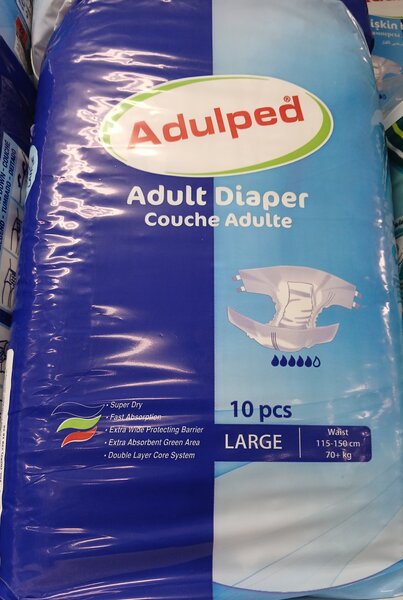 Adulped®
Adult Diaper
Couche Adulte
10 pcs
LARGE
Waist
115-150 cm
70+ kg
• Super Dry
• Fast Absorption
• Extra Wide Protecting Barrier
• Extra Absorbent Green Area
• Double Layer Core System